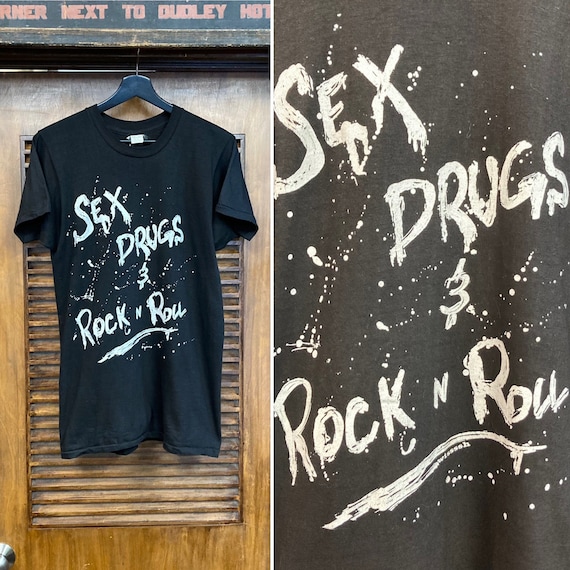 RNER NEXT TO DUDLEY HOT
SEX
DRUGS
&
ROCK N ROLL
SEX
DRUGS
&
ROCK N ROLL